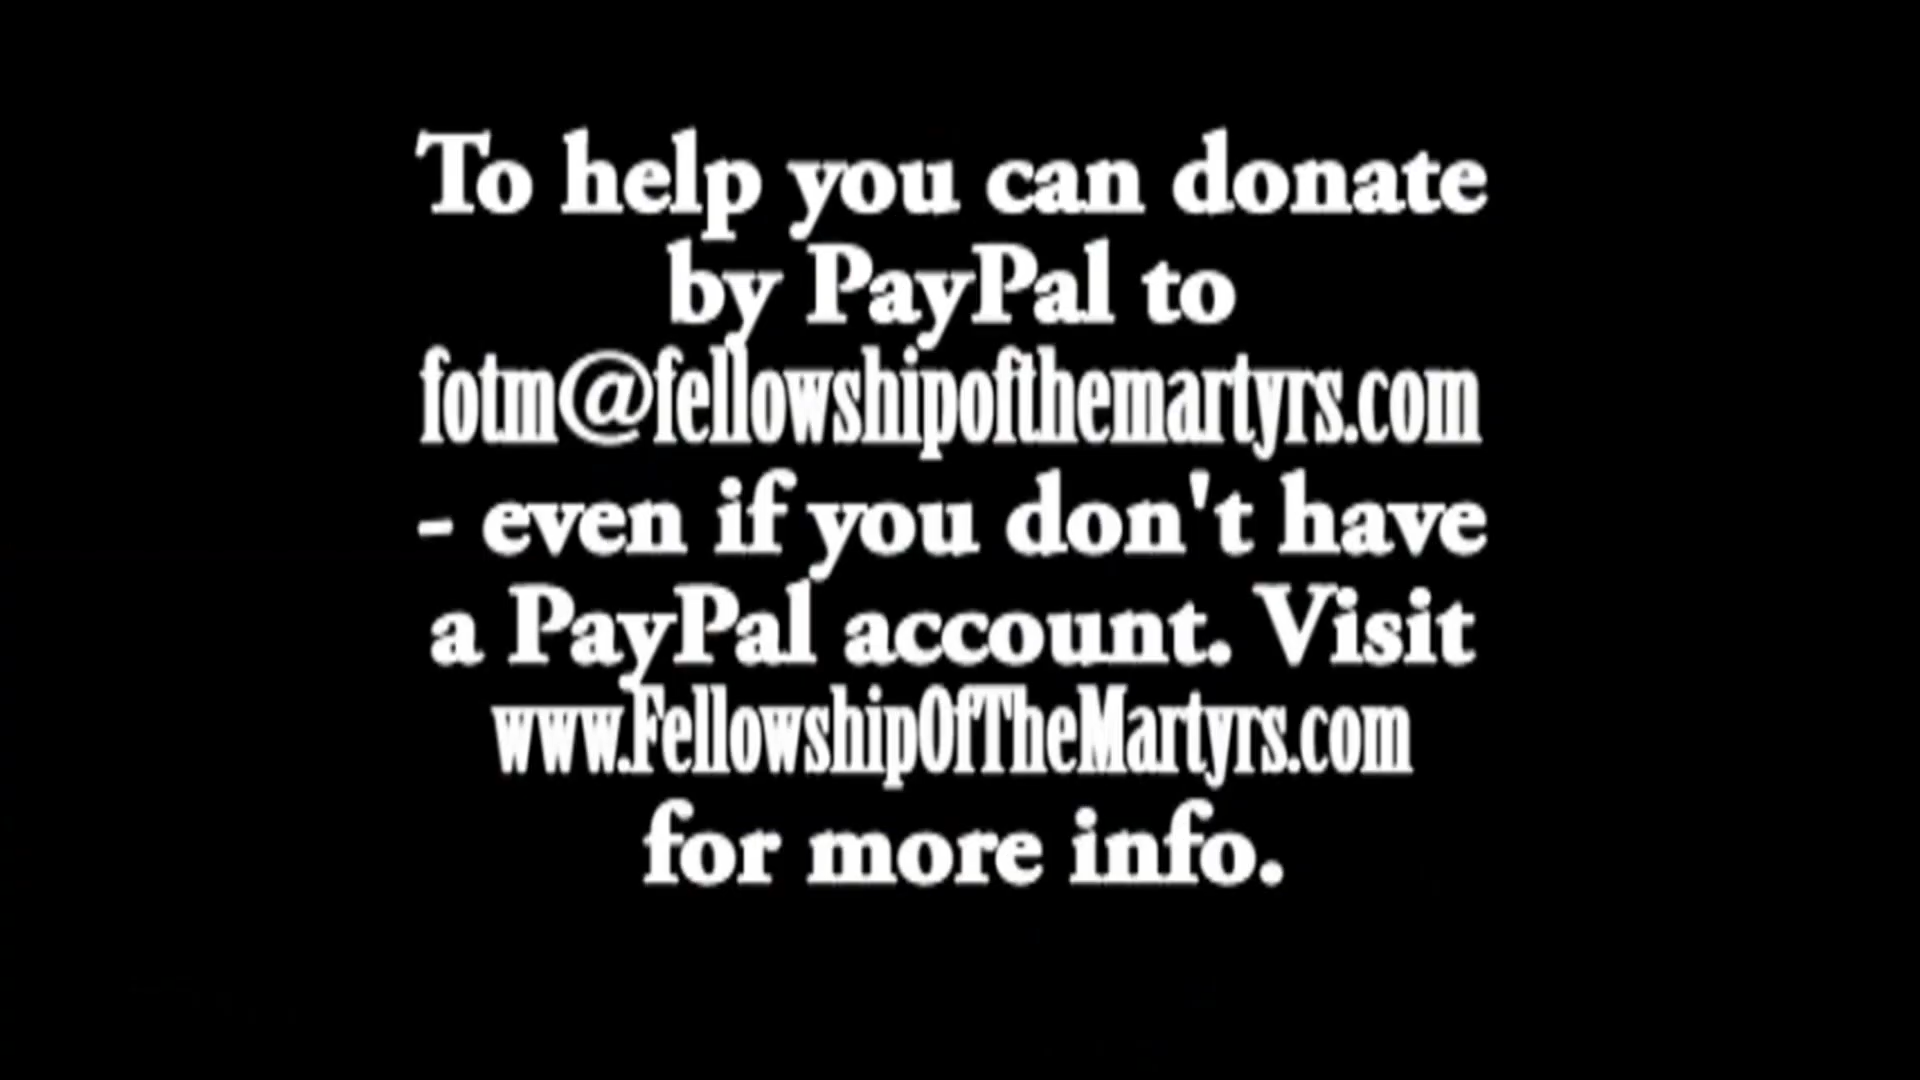 To help you can donate
by PayPal to
fotm@fellowshipofthemartyrs.com
- even if you don't have
a PayPal account. Visit
www.FellowshipOfTheMartyrs.com
for more info.